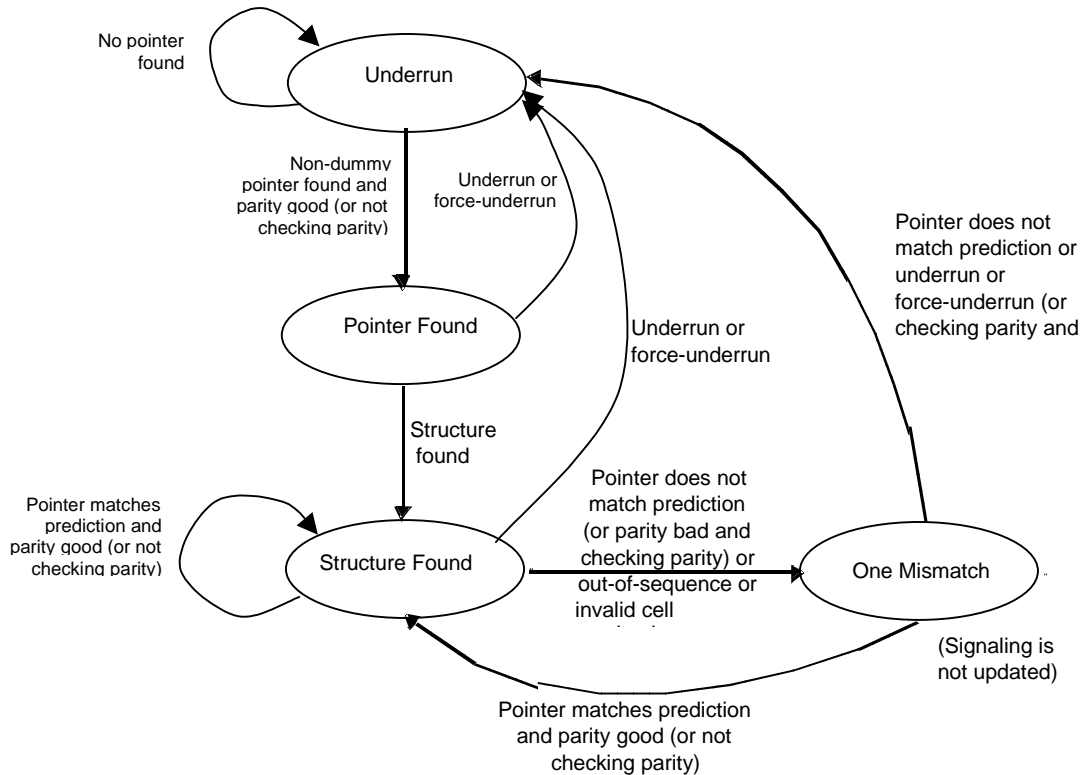 No pointer
found
Underrun
Non-dummy
pointer found and
parity good (or not
checking parity)
Underrun or
force-underrun
Pointer does not
match prediction or
underrun or
force-underrun (or
checking parity and
Pointer Found
Underrun or
force-underrun
Structure
found
Pointer matches
prediction and
parity good (or not
checking parity)
Structure Found
Pointer does not
match prediction
(or parity bad and
checking parity) or
out-of-sequence or
invalid cell
One Mismatch
(Signaling is
not updated)
Pointer matches prediction
and parity good (or not
checking parity)